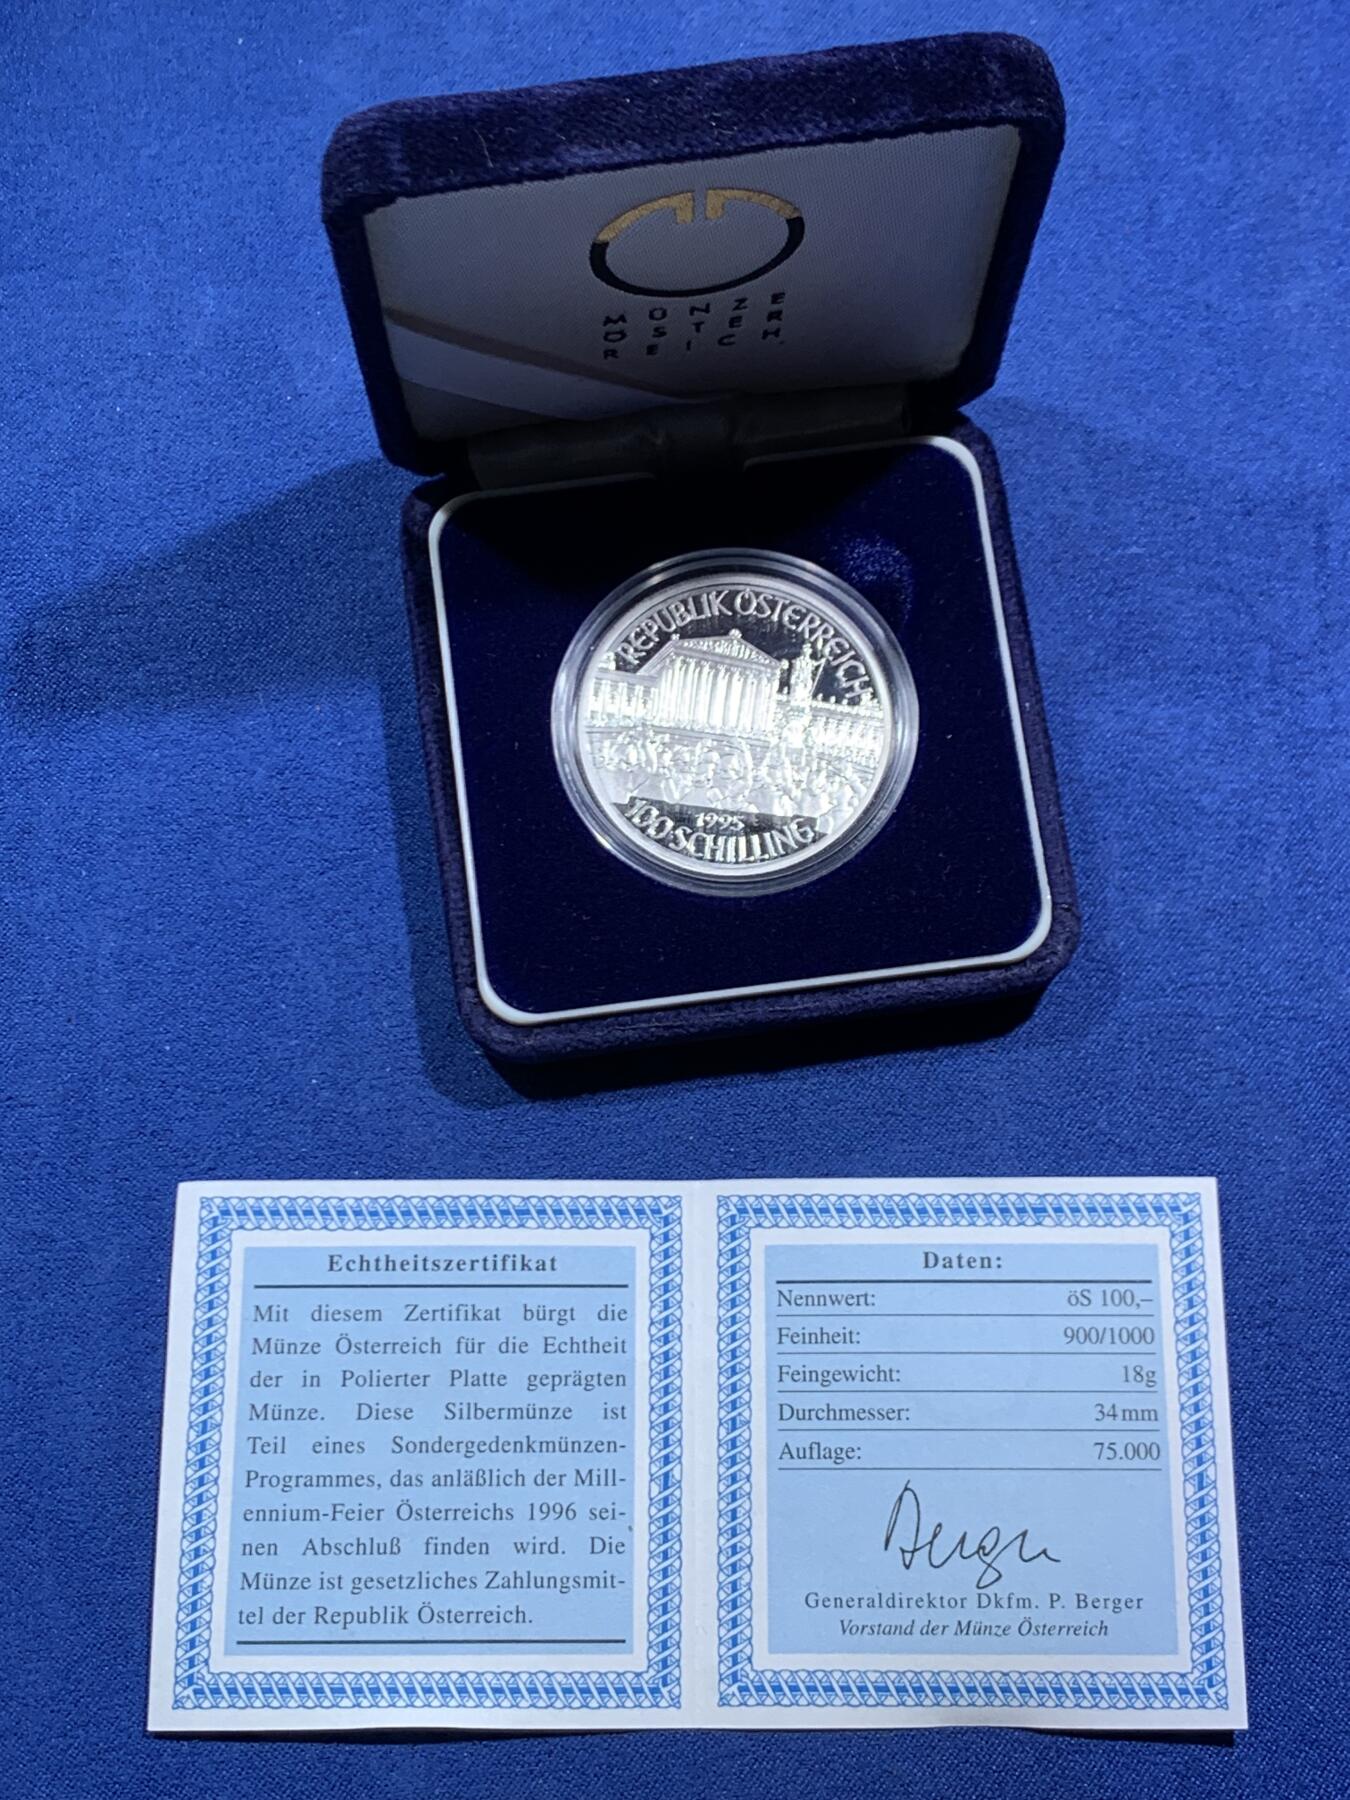 MÜNZE
ÖSTER
REICH
REPUBLIK ÖSTERREICH
1995
100 SCHILLING
Echtheitszertifikat
Mit diesem Zertifikat bürgt die
Münze Österreich für die Echtheit
der in Polierter Platte geprägten
Münze. Diese Silbermünze ist
Teil eines Sondergedenkmünzen-
Programmes, das anläßlich der Mill-
ennium-Feier Österreichs 1996 sei-
nen Abschluß finden wird. Die
Münze ist gesetzliches Zahlungsmit-
tel der Republik Österreich.
Daten:
Nennwert: öS 100,–
Feinheit: 900/1000
Feingewicht: 18g
Durchmesser: 34mm
Auflage: 75.000
Berger
Generaldirektor Dkfm. P. Berger
Vorstand der Münze Österreich